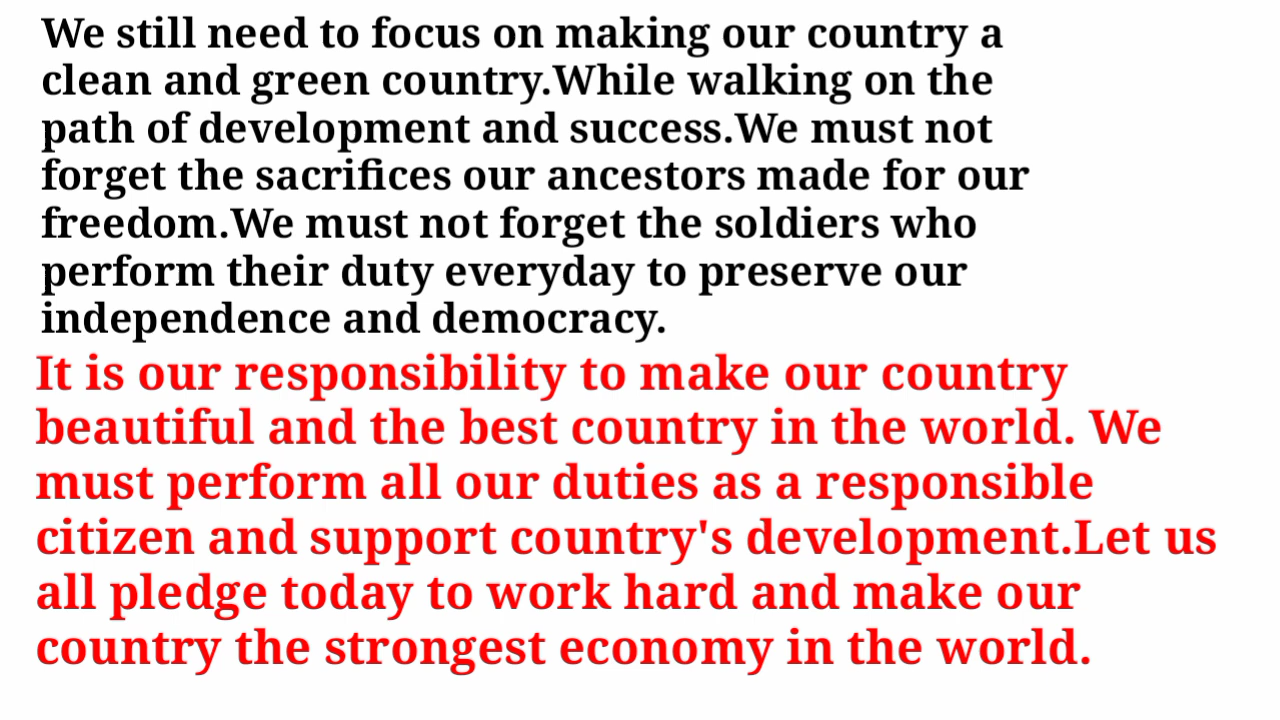 We still need to focus on making our country a
clean and green country.While walking on the
path of development and success.We must not
forget the sacrifices our ancestors made for our
freedom.We must not forget the soldiers who
perform their duty everyday to preserve our
independence and democracy.
It is our responsibility to make our country
beautiful and the best country in the world. We
must perform all our duties as a responsible
citizen and support country's development.Let us
all pledge today to work hard and make our
country the strongest economy in the world.